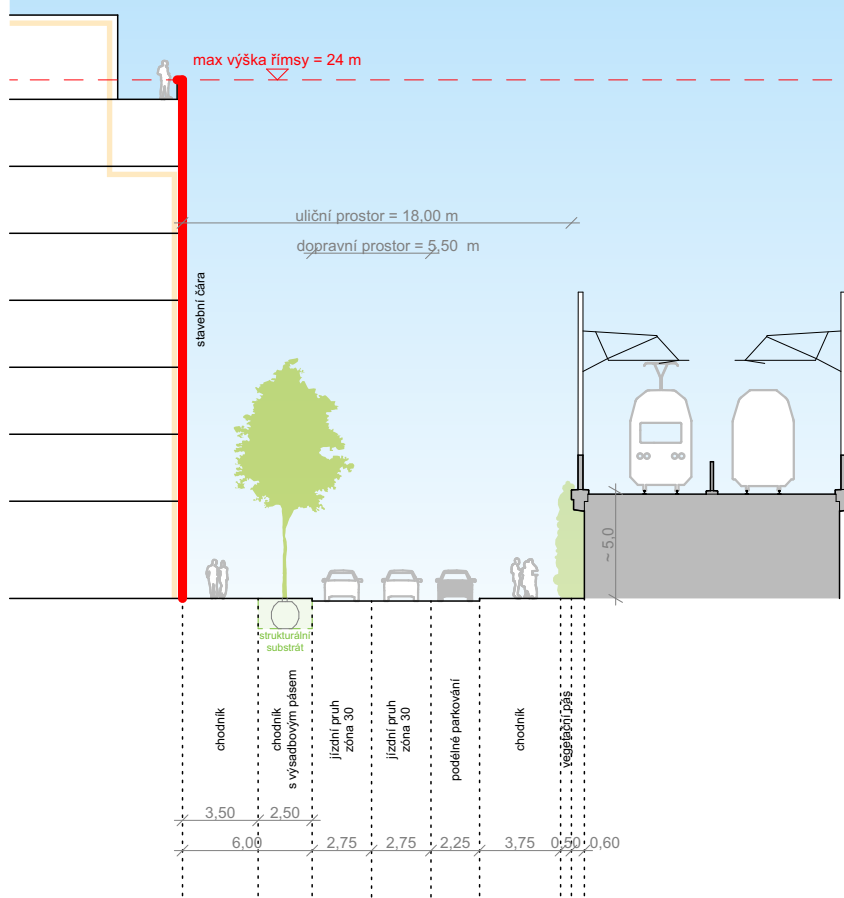 max výška římsy = 24 m
uliční prostor = 18,00 m
dopravní prostor = 5,50 m
stavební čára
~ 5,0
strukturální
substrát
chodník
chodník
s výsadbovým pásem
jízdní pruh
zóna 30
jízdní pruh
zóna 30
podélné parkování
chodník
vegetační pás
3,50
2,50
6,00
2,75
2,75
2,25
3,75
0,50
0,60